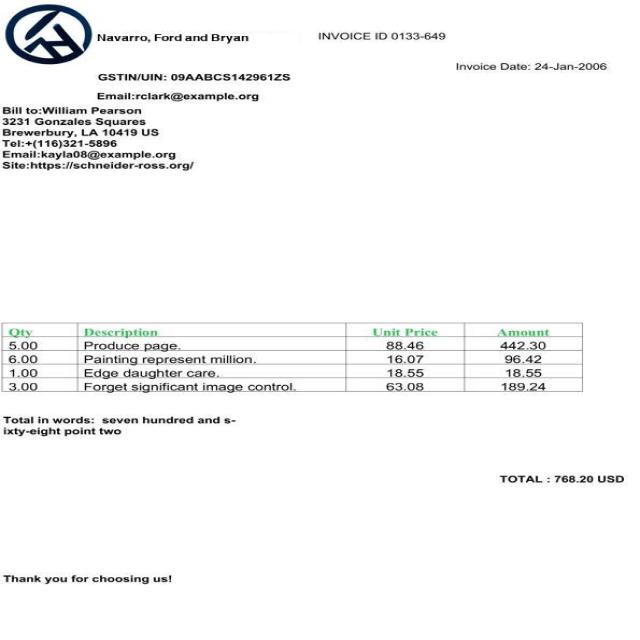 Navarro, Ford and Bryan
INVOICE ID 0133-649
Invoice Date: 24-Jan-2006
GSTIN/UIN: 09AABCS142961ZS
Email:rclark@example.org
Bill to:William Pearson
3231 Gonzales Squares
Brewerbury, LA 10419 US
Tel:+(116)321-5896
Email:kayla08@example.org
Site:https://schneider-ross.org/
Qty Description Unit Price Amount
5.00 Produce page. 88.46 442.30
6.00 Painting represent million. 16.07 96.42
1.00 Edge daughter care. 18.55 18.55
3.00 Forget significant image control. 63.08 189.24
Total in words: seven hundred and s-
ixty-eight point two
TOTAL : 768.20 USD
Thank you for choosing us!